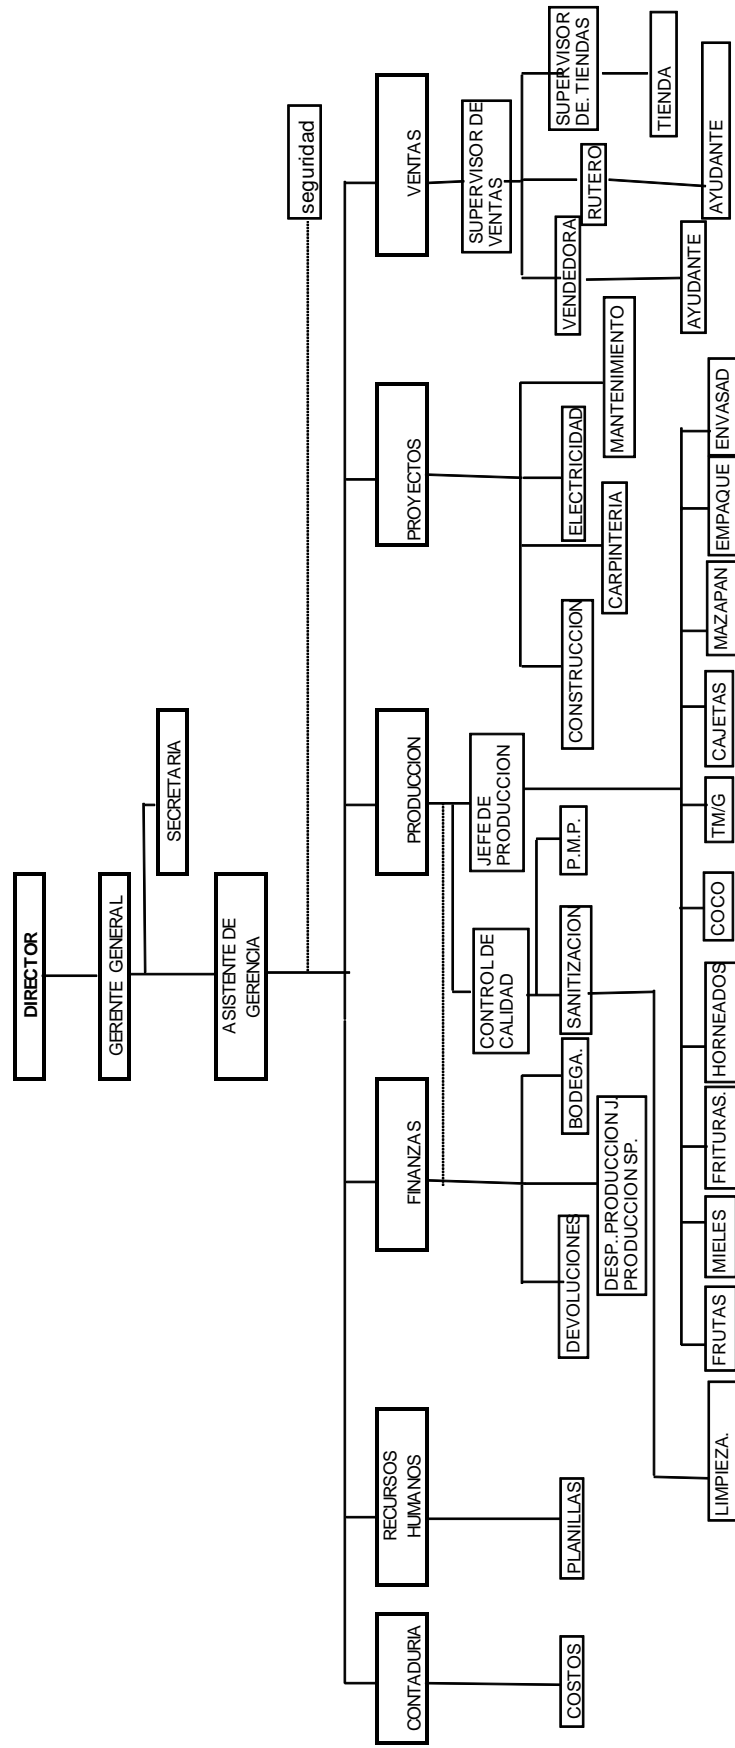 DIRECTOR
GERENTE GENERAL
SECRETARIA
ASISTENTE DE
GERENCIA
seguridad
CONTADURIA
RECURSOS
HUMANOS
FINANZAS
PRODUCCION
PROYECTOS
VENTAS
CONTROL DE
CALIDAD
JEFE DE
PRODUCCION
SUPERVISOR DE
VENTAS
COSTOS
PLANILLAS
DEVOLUCIONES
DESP..PRODUCCION J.
PRODUCCION SP.
BODEGA.
SANITIZACION
P.M.P.
CONSTRUCCION
CARPINTERIA
ELECTRICIDAD
MANTENIMIENTO
VENDEDORA
RUTERO
SUPERVISOR
DE. TIENDAS
TIENDA
AYUDANTE
AYUDANTE
LIMPIEZA.
FRUTAS
MIELES
FRITURAS.
HORNEADOS
COCO
TM/G
CAJETAS
MAZAPAN
EMPAQUE
ENVASAD